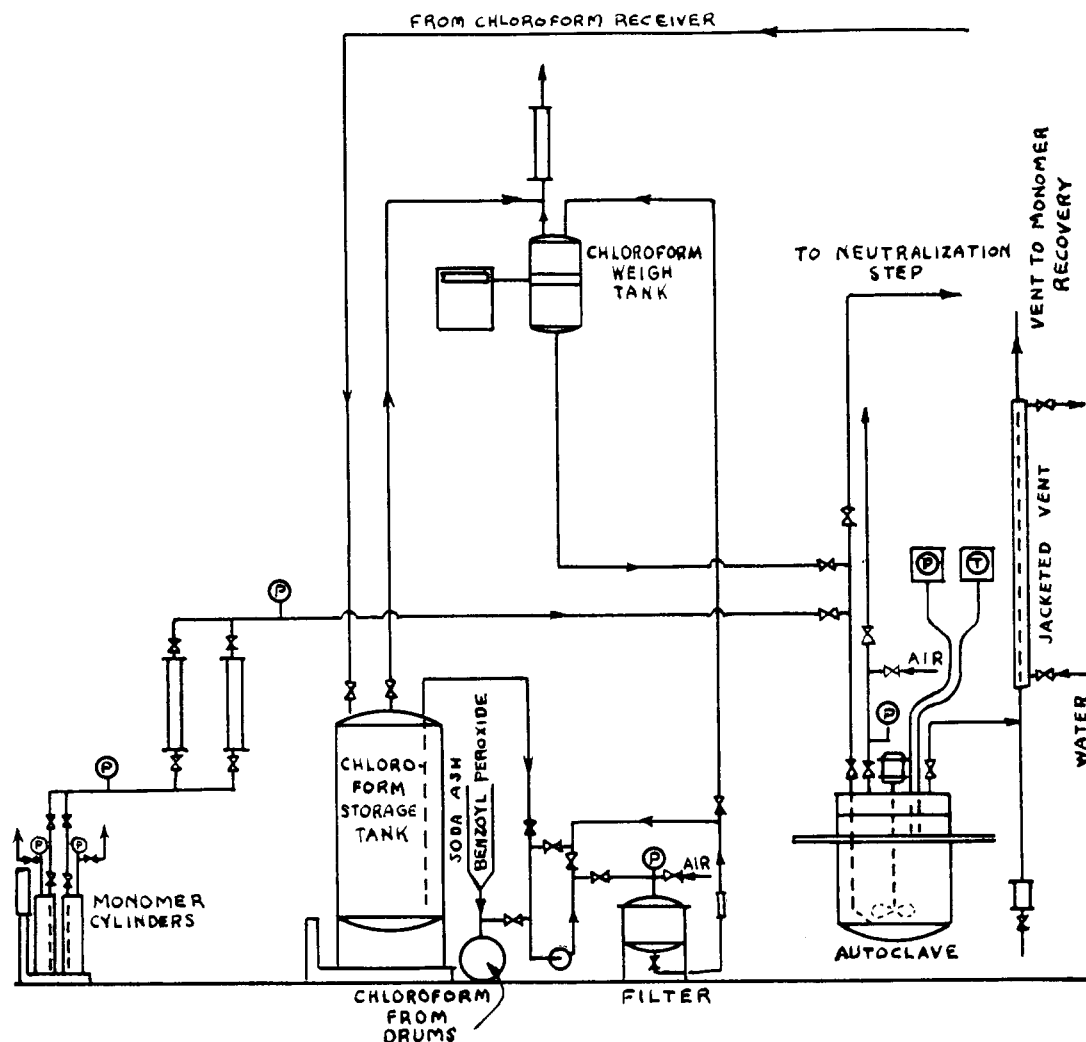 FROM CHLOROFORM RECEIVER
CHLOROFORM
WEIGH
TANK
TO NEUTRALIZATION
STEP
VENT TO MONOMER
RECOVERY
P
T
JACKETED VENT
P
AIR
P
WATER
P
CHLORO-
FORM
STORAGE
TANK
SODA ASH
BENZOYL PEROXIDE
P
P
P
AIR
MONOMER
CYLINDERS
AUTOCLAVE
CHLOROFORM
FROM
DRUMS
FILTER